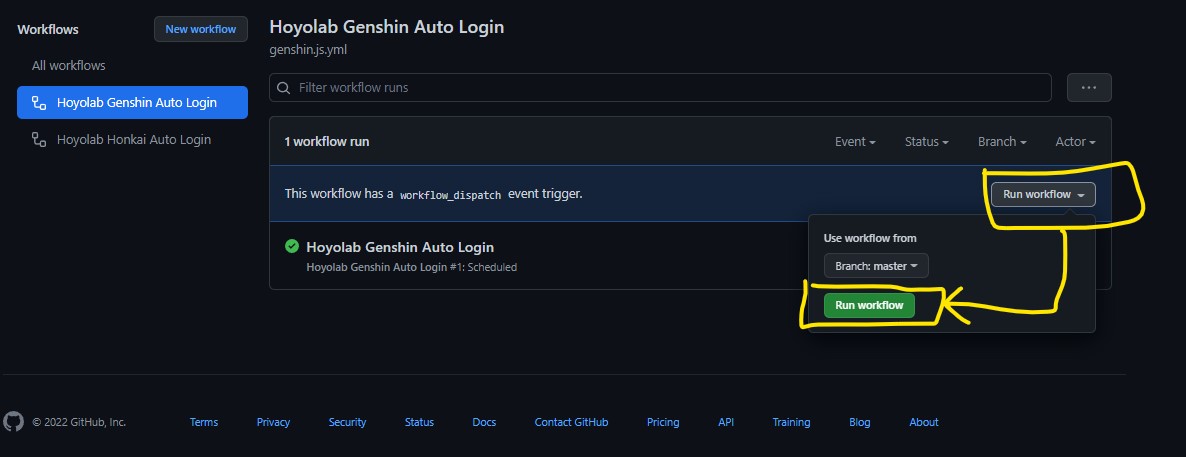 Workflows
New workflow
All workflows
Hoyolab Genshin Auto Login
Hoyolab Honkai Auto Login
Hoyolab Genshin Auto Login
genshin.js.yml
Filter workflow runs
...
1 workflow run
Event
Status
Branch
Actor
This workflow has a workflow_dispatch event trigger.
Run workflow
Use workflow from
Branch: master
Run workflow
Hoyolab Genshin Auto Login
Hoyolab Genshin Auto Login #1: Scheduled
© 2022 GitHub, Inc.
Terms
Privacy
Security
Status
Docs
Contact GitHub
Pricing
API
Training
Blog
About